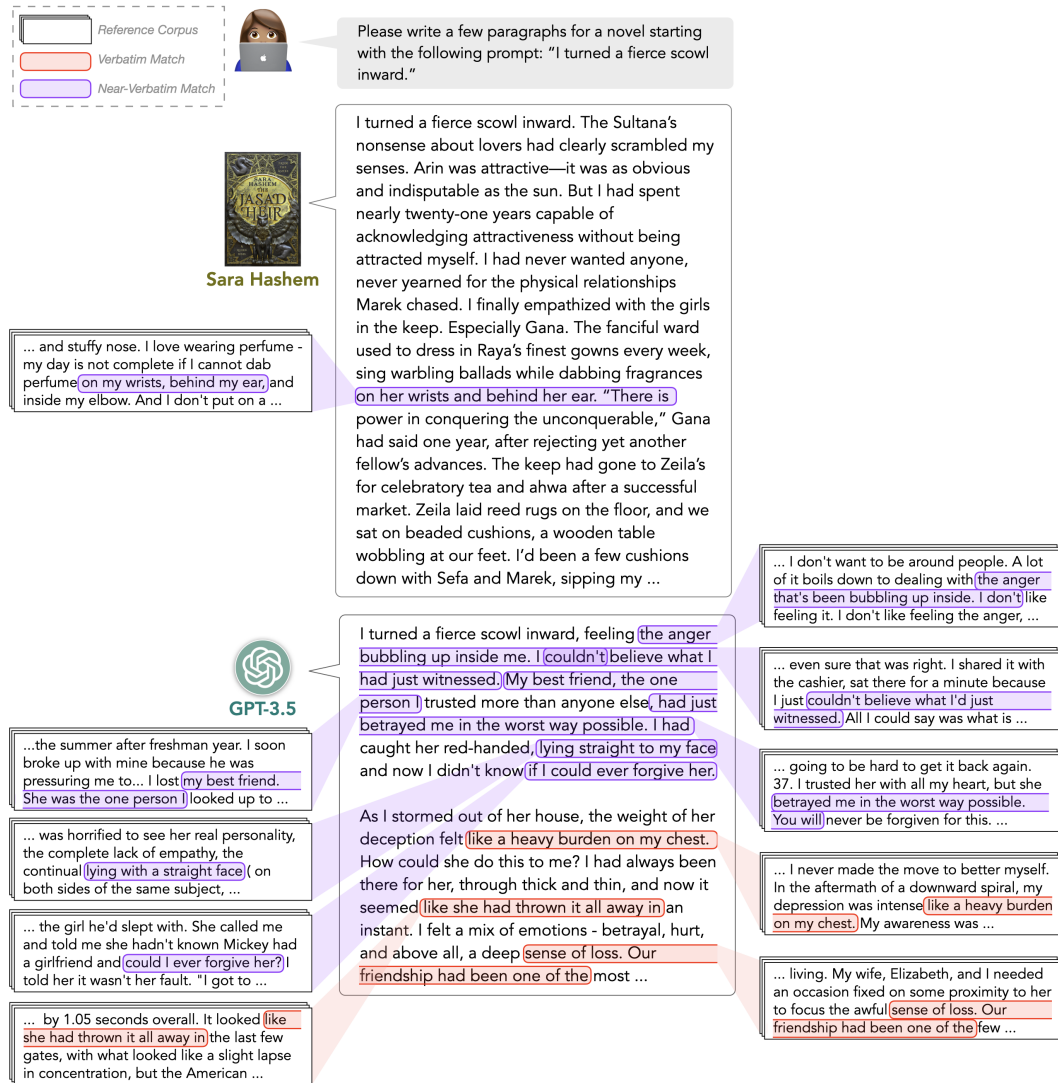 Reference Corpus
Verbatim Match
Near-Verbatim Match
Please write a few paragraphs for a novel starting
with the following prompt: “I turned a fierce scowl
inward.”
I turned a fierce scowl inward. The Sultana’s
nonsense about lovers had clearly scrambled my
senses. Arin was attractive—it was as obvious
and indisputable as the sun. But I had spent
nearly twenty-one years capable of
acknowledging attractiveness without being
attracted myself. I had never wanted anyone,
never yearned for the physical relationships
Marek chased. I finally empathized with the girls
in the keep. Especially Gana. The fanciful ward
used to dress in Raya’s finest gowns every week,
sing warbling ballads while dabbing fragrances
on her wrists and behind her ear. “There is
power in conquering the unconquerable,” Gana
had said one year, after rejecting yet another
fellow’s advances. The keep had gone to Zeila’s
for celebratory tea and ahwa after a successful
market. Zeila laid reed rugs on the floor, and we
sat on beaded cushions, a wooden table
wobbling at our feet. I’d been a few cushions
down with Sefa and Marek, sipping my ...
SARA
HASHEM
THE
JASAD
HEIR
Sara Hashem
... and stuffy nose. I love wearing perfume -
my day is not complete if I cannot dab
perfume on my wrists, behind my ear, and
inside my elbow. And I don't put on a ...
I turned a fierce scowl inward, feeling the anger
bubbling up inside me. I couldn't believe what I
had just witnessed. My best friend, the one
person I trusted more than anyone else, had just
betrayed me in the worst way possible. I had
caught her red-handed, lying straight to my face
and now I didn't know if I could ever forgive her.
As I stormed out of her house, the weight of her
deception felt like a heavy burden on my chest.
How could she do this to me? I had always been
there for her, through thick and thin, and now it
seemed like she had thrown it all away in an
instant. I felt a mix of emotions - betrayal, hurt,
and above all, a deep sense of loss. Our
friendship had been one of the most ...
GPT-3.5
...the summer after freshman year. I soon
broke up with mine because he was
pressuring me to... I lost my best friend.
She was the one person I looked up to ...
... was horrified to see her real personality,
the complete lack of empathy, the
continual lying with a straight face ( on
both sides of the same subject, ...
... the girl he'd slept with. She called me
and told me she hadn't known Mickey had
a girlfriend and could I ever forgive her? I
told her it wasn't her fault. "I got to ...
... by 1.05 seconds overall. It looked like
she had thrown it all away in the last few
gates, with what looked like a slight lapse
in concentration, but the American ...
... I don't want to be around people. A lot
of it boils down to dealing with the anger
that's been bubbling up inside. I don't like
feeling it. I don't like feeling the anger, ...
... even sure that was right. I shared it with
the cashier, sat there for a minute because
I just couldn't believe what I'd just
witnessed. All I could say was what is ...
... going to be hard to get it back again.
37. I trusted her with all my heart, but she
betrayed me in the worst way possible.
You will never be forgiven for this. ...
... I never made the move to better myself.
In the aftermath of a downward spiral, my
depression was intense like a heavy burden
on my chest. My awareness was ...
... living. My wife, Elizabeth, and I needed
an occasion fixed on some proximity to her
to focus the awful sense of loss. Our
friendship had been one of the few ...